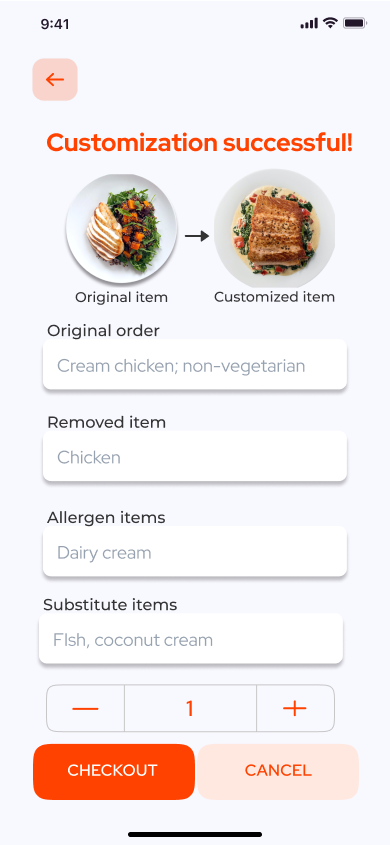 9:41
Customization successful!
Original item
Customized item
Original order
Cream chicken; non-vegetarian
Removed item
Chicken
Allergen items
Dairy cream
Substitute items
FIsh, coconut cream
1
CHECKOUT
CANCEL